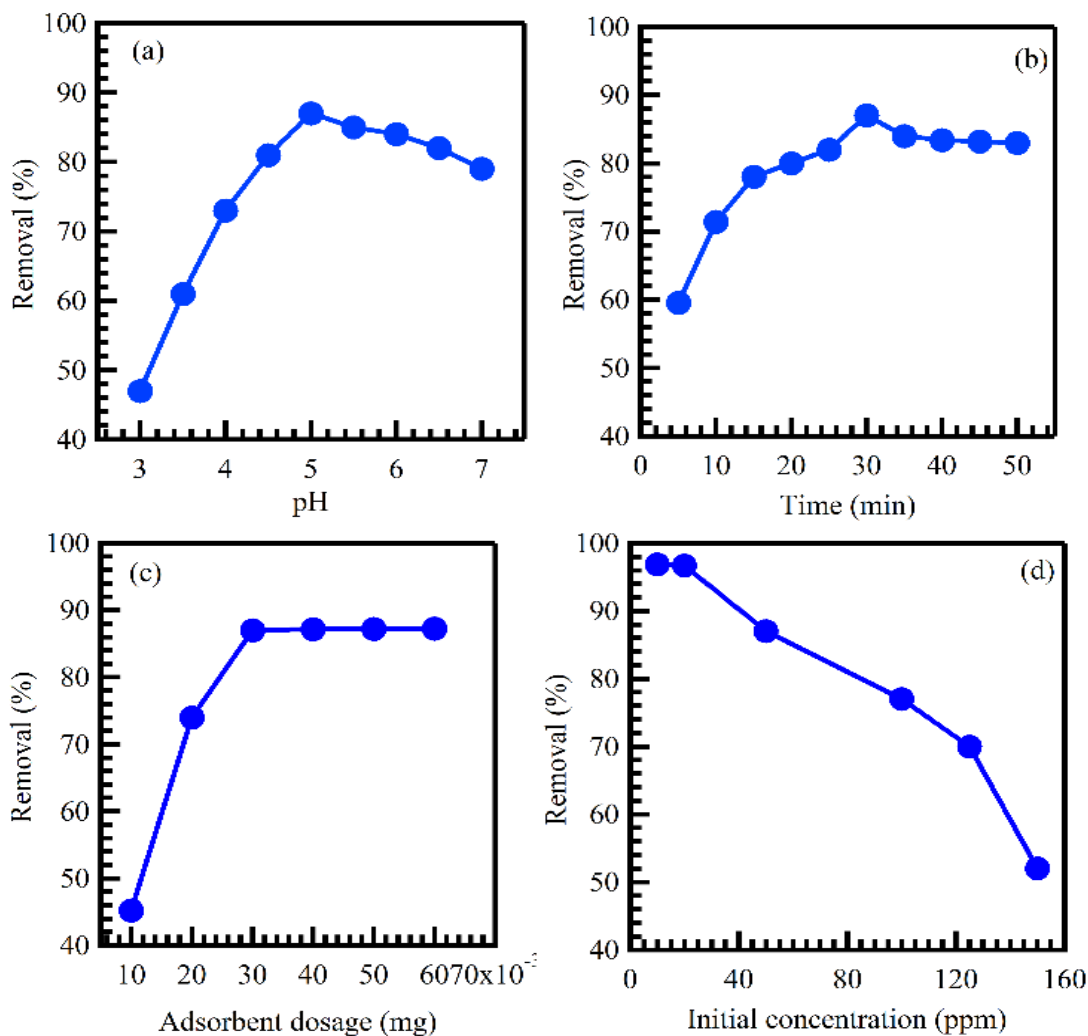 (a)
100
90
80
70
60
50
40
Removal (%)
3 4 5 6 7
pH
(b)
100
90
80
70
60
50
40
Removal (%)
0 10 20 30 40 50
Time (min)
(c)
100
90
80
70
60
50
40
Removal (%)
10 20 30 40 50 6070x10⁻³
Adsorbent dosage (mg)
(d)
100
90
80
70
60
50
40
Removal (%)
0 40 80 120 160
Initial concentration (ppm)